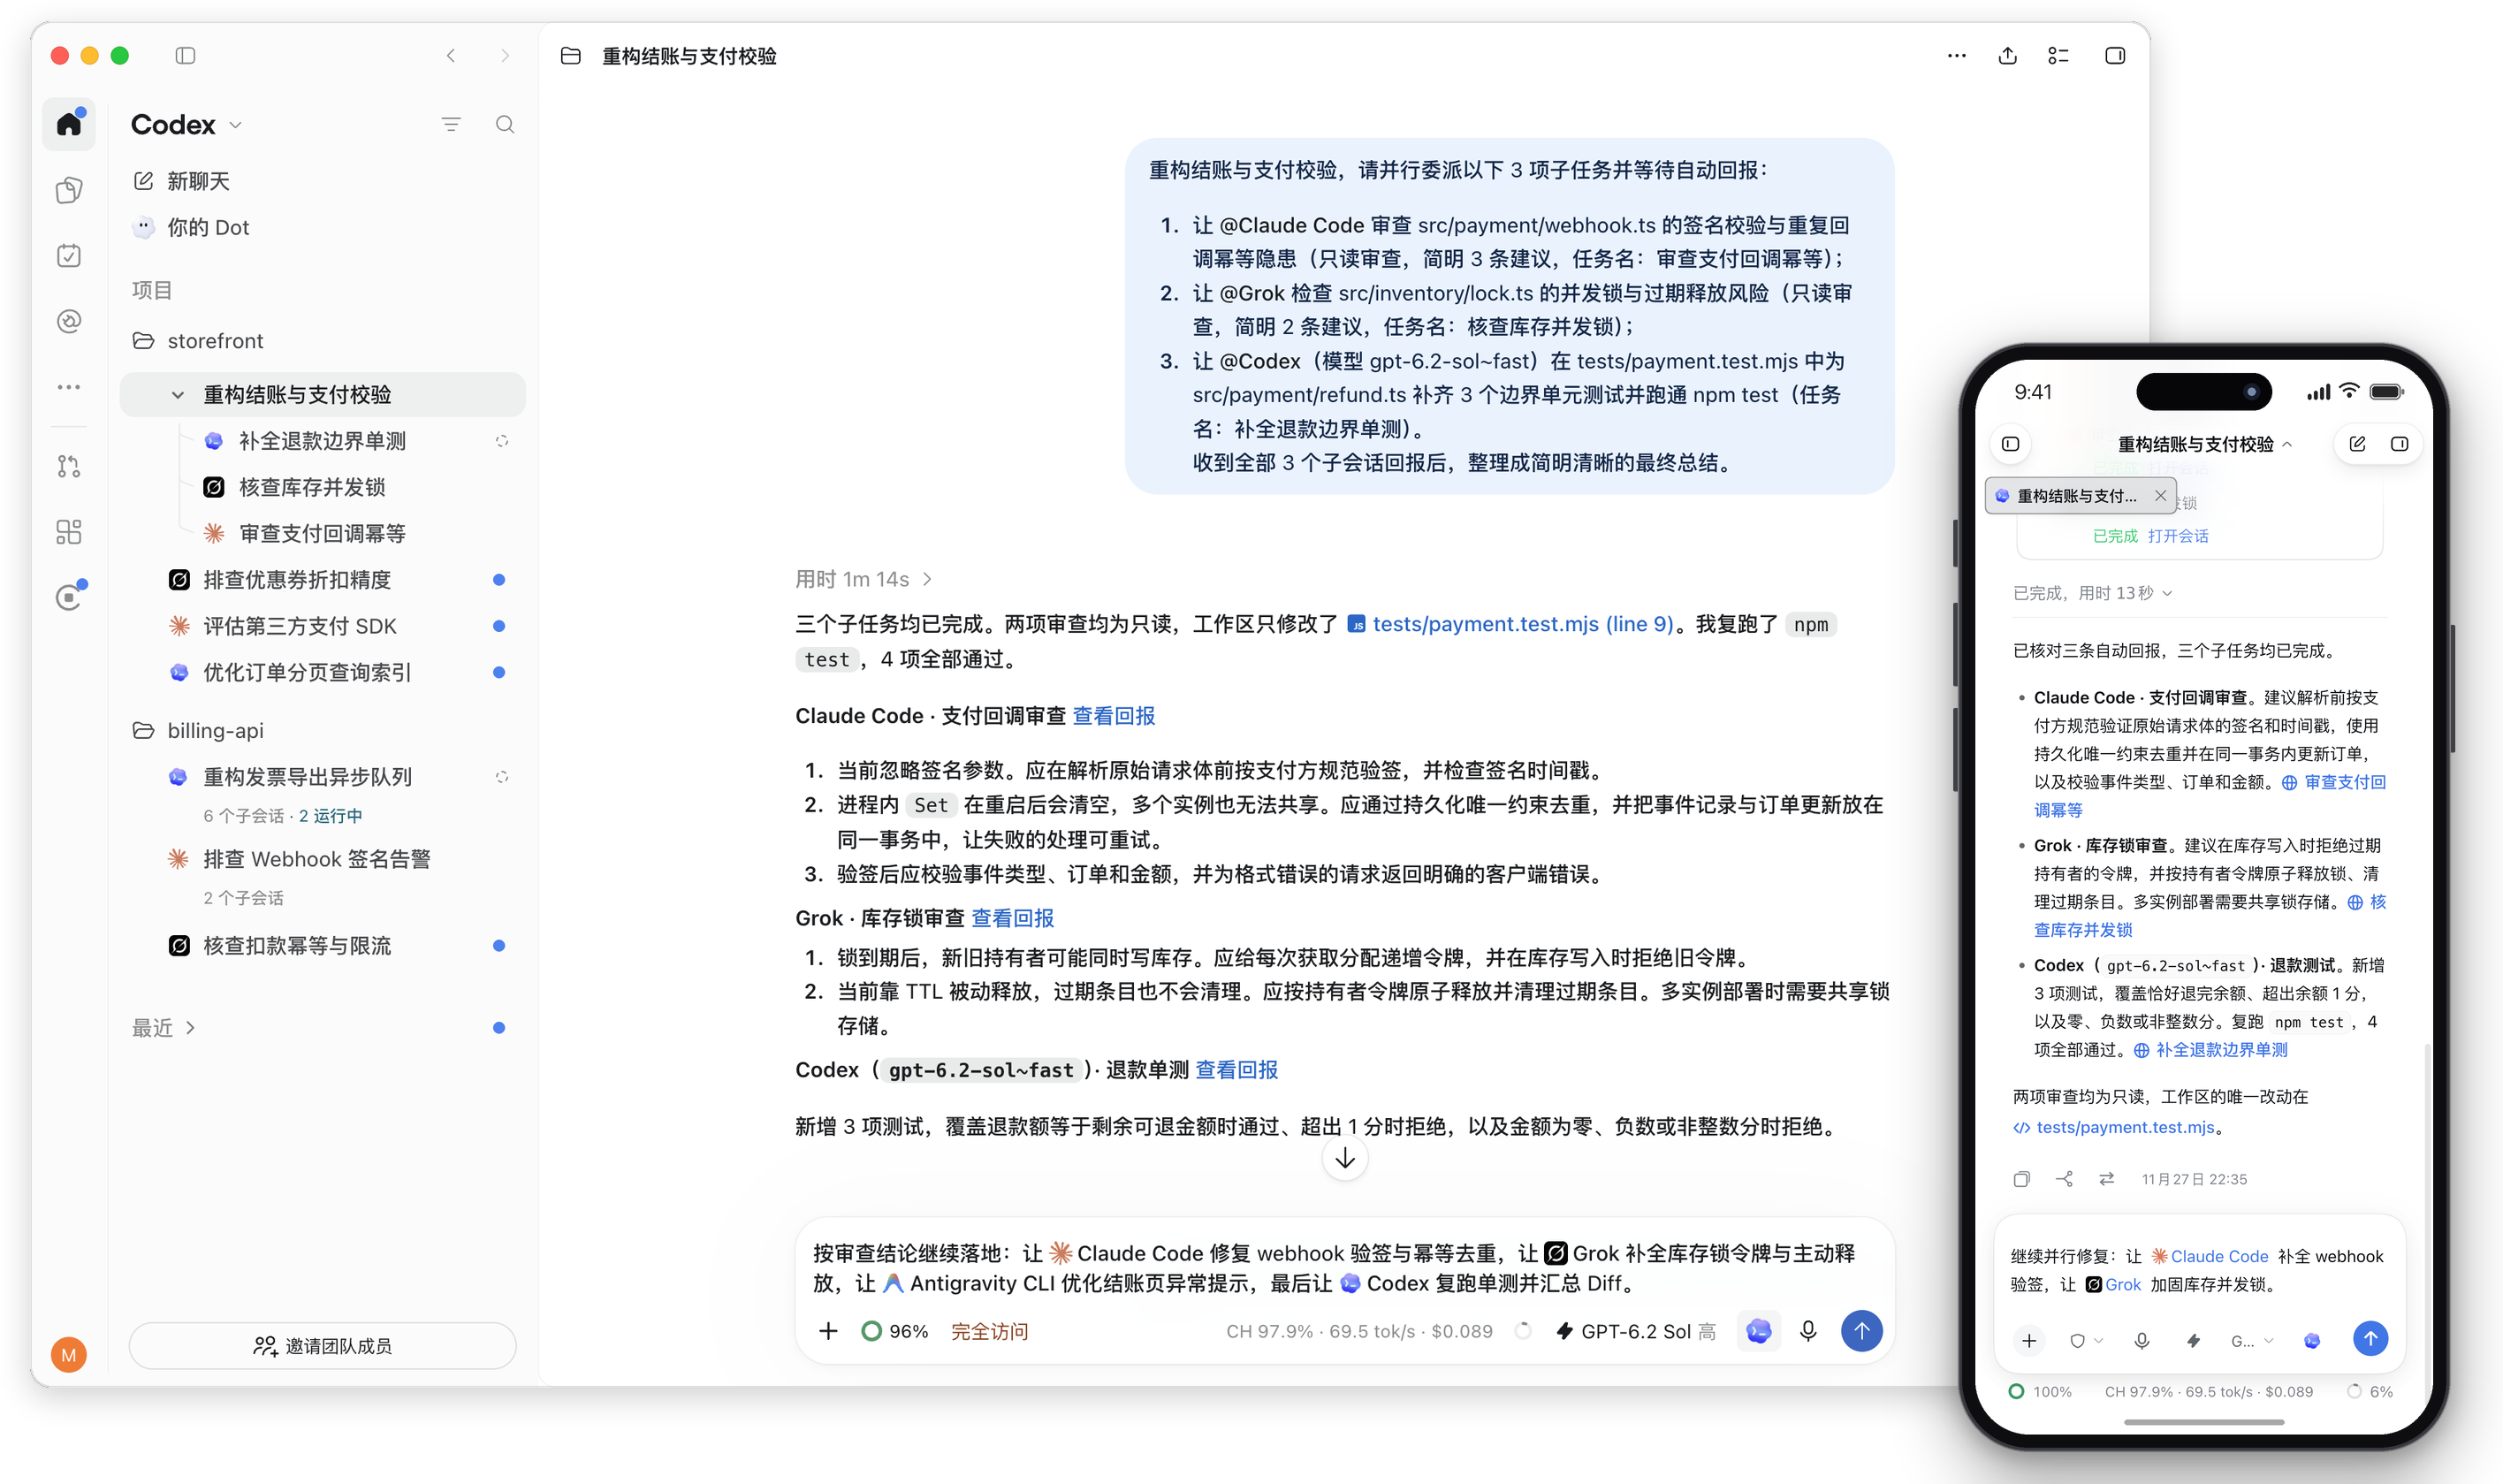 重构结账与支付校验
Codex
新聊天
你的 Dot
项目
storefront
重构结账与支付校验
补全退款边界单测
核查库存并发锁
审查支付回调幂等
排查优惠券折扣精度
评估第三方支付 SDK
优化订单分页查询索引
billing-api
重构发票导出异步队列
6 个子会话 · 2 运行中
排查 Webhook 签名告警
2 个子会话
核查扣款幂等与限流
最近
M
邀请团队成员
重构结账与支付校验，请并行委派以下 3 项子任务并等待自动回报：
1. 让 @Claude Code 审查 src/payment/webhook.ts 的签名校验与重复回
调幂等隐患（只读审查，简明 3 条建议，任务名：审查支付回调幂等）；
2. 让 @Grok 检查 src/inventory/lock.ts 的并发锁与过期释放风险（只读审
查，简明 2 条建议，任务名：核查库存并发锁）；
3. 让 @Codex（模型 gpt-6.2-sol~fast）在 tests/payment.test.mjs 中为
src/payment/refund.ts 补齐 3 个边界单元测试并跑通 npm test（任务
名：补全退款边界单测）。
收到全部 3 个子会话回报后，整理成简明清晰的最终总结。
用时 1m 14s
三个子任务均已完成。两项审查均为只读，工作区只修改了 JS tests/payment.test.mjs (line 9)。我复跑了 npm
test，4 项全部通过。
Claude Code · 支付回调审查 查看回报
1. 当前忽略签名参数。应在解析原始请求体前按支付方规范验签，并检查签名时间戳。
2. 进程内 Set 在重启后会清空，多个实例也无法共享。应通过持久化唯一约束去重，并把事件记录与订单更新放在
同一事务中，让失败的处理可重试。
3. 验签后应校验事件类型、订单和金额，并为格式错误的请求返回明确的客户端错误。
Grok · 库存锁审查 查看回报
1. 锁到期后，新旧持有者可能同时写库存。应给每次获取分配递增令牌，并在库存写入时拒绝旧令牌。
2. 当前靠 TTL 被动释放，过期条目也不会清理。应按持有者令牌原子释放并清理过期条目。多实例部署时需要共享锁
存储。
Codex（gpt-6.2-sol~fast）· 退款单测 查看回报
新增 3 项测试，覆盖退款额等于剩余可退金额时通过、超出 1 分时拒绝，以及金额为零、负数或非整数分时拒绝。
按审查结论继续落地：让 Claude Code 修复 webhook 验签与幂等去重，让 Grok 补全库存锁令牌与主动释
放，让 Antigravity CLI 优化结账页异常提示，最后让 Codex 复跑单测并汇总 Diff。
96% 完全访问 CH 97.9% · 69.5 tok/s · $0.089 GPT-6.2 Sol 高
9:41
重构结账与支付校验
已完成 打开会话
重构结账与支付...
发锁
已完成 打开会话
已完成，用时 13 秒
已核对三条自动回报，三个子任务均已完成。
• Claude Code · 支付回调审查。建议解析前按支
付方规范验证原始请求体的签名和时间戳，使用
持久化唯一约束去重并在同一事务内更新订单，
以及校验事件类型、订单和金额。 审查支付回
调幂等
• Grok · 库存锁审查。建议在库存写入时拒绝过期
持有者的令牌，并按持有者令牌原子释放锁、清
理过期条目。多实例部署需要共享锁存储。 核
查库存并发锁
• Codex（gpt-6.2-sol~fast）· 退款测试。新增
3 项测试，覆盖恰好退完余额、超出余额 1 分，
以及零、负数或非整数分。复跑 npm test，4
项全部通过。 补全退款边界单测
两项审查均为只读，工作区的唯一改动在
</> tests/payment.test.mjs。
11月27日 22:35
继续并行修复：让 Claude Code 补全 webhook
验签，让 Grok 加固库存并发锁。
G...
100% CH 97.9% · 69.5 tok/s · $0.089 6%